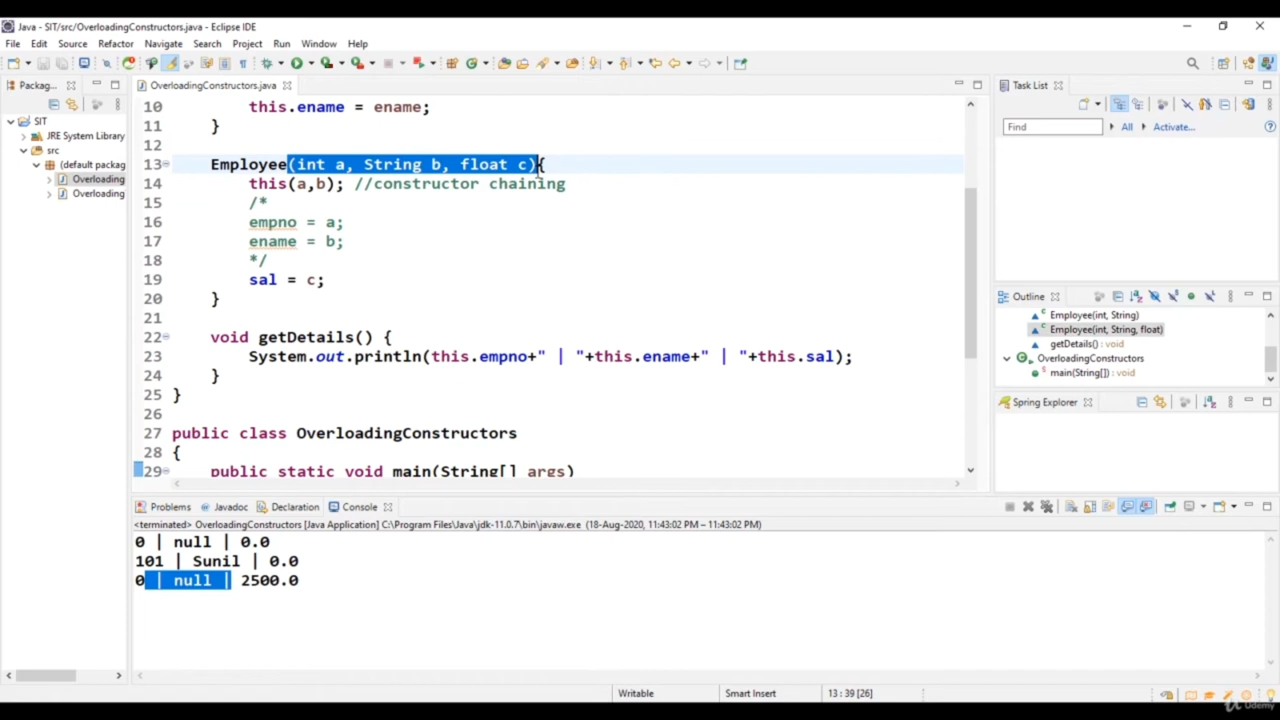 Java - SIT/src/OverloadingConstructors.java - Eclipse IDE
File Edit Source Refactor Navigate Search Project Run Window Help
Packag...
OverloadingConstructors.java
Task List
SIT
JRE System Library
src
(default packag
Overloading
Overloading
10 this.ename = ename;
11 }
12
13 Employee(int a, String b, float c){
14 this(a,b); //constructor chaining
15 /*
16 empno = a;
17 ename = b;
18 */
19 sal = c;
20 }
21
22 void getDetails() {
23 System.out.println(this.empno+" | "+this.ename+" | "+this.sal);
24 }
25 }
26
27 public class OverloadingConstructors
28 {
29 public static void main(String[] args)
Find All Activate...
Outline
Employee(int, String)
Employee(int, String, float)
getDetails() : void
OverloadingConstructors
main(String[]) : void
Spring Explorer
Problems Javadoc Declaration Console
<terminated> OverloadingConstructors [Java Application] C:\Program Files\Java\jdk-11.0.7\bin\javaw.exe (18-Aug-2020, 11:43:02 PM – 11:43:02 PM)
0 | null | 0.0
101 | Sunil | 0.0
0 | null | 2500.0
Writable Smart Insert 13 : 39 [26]
Udemy